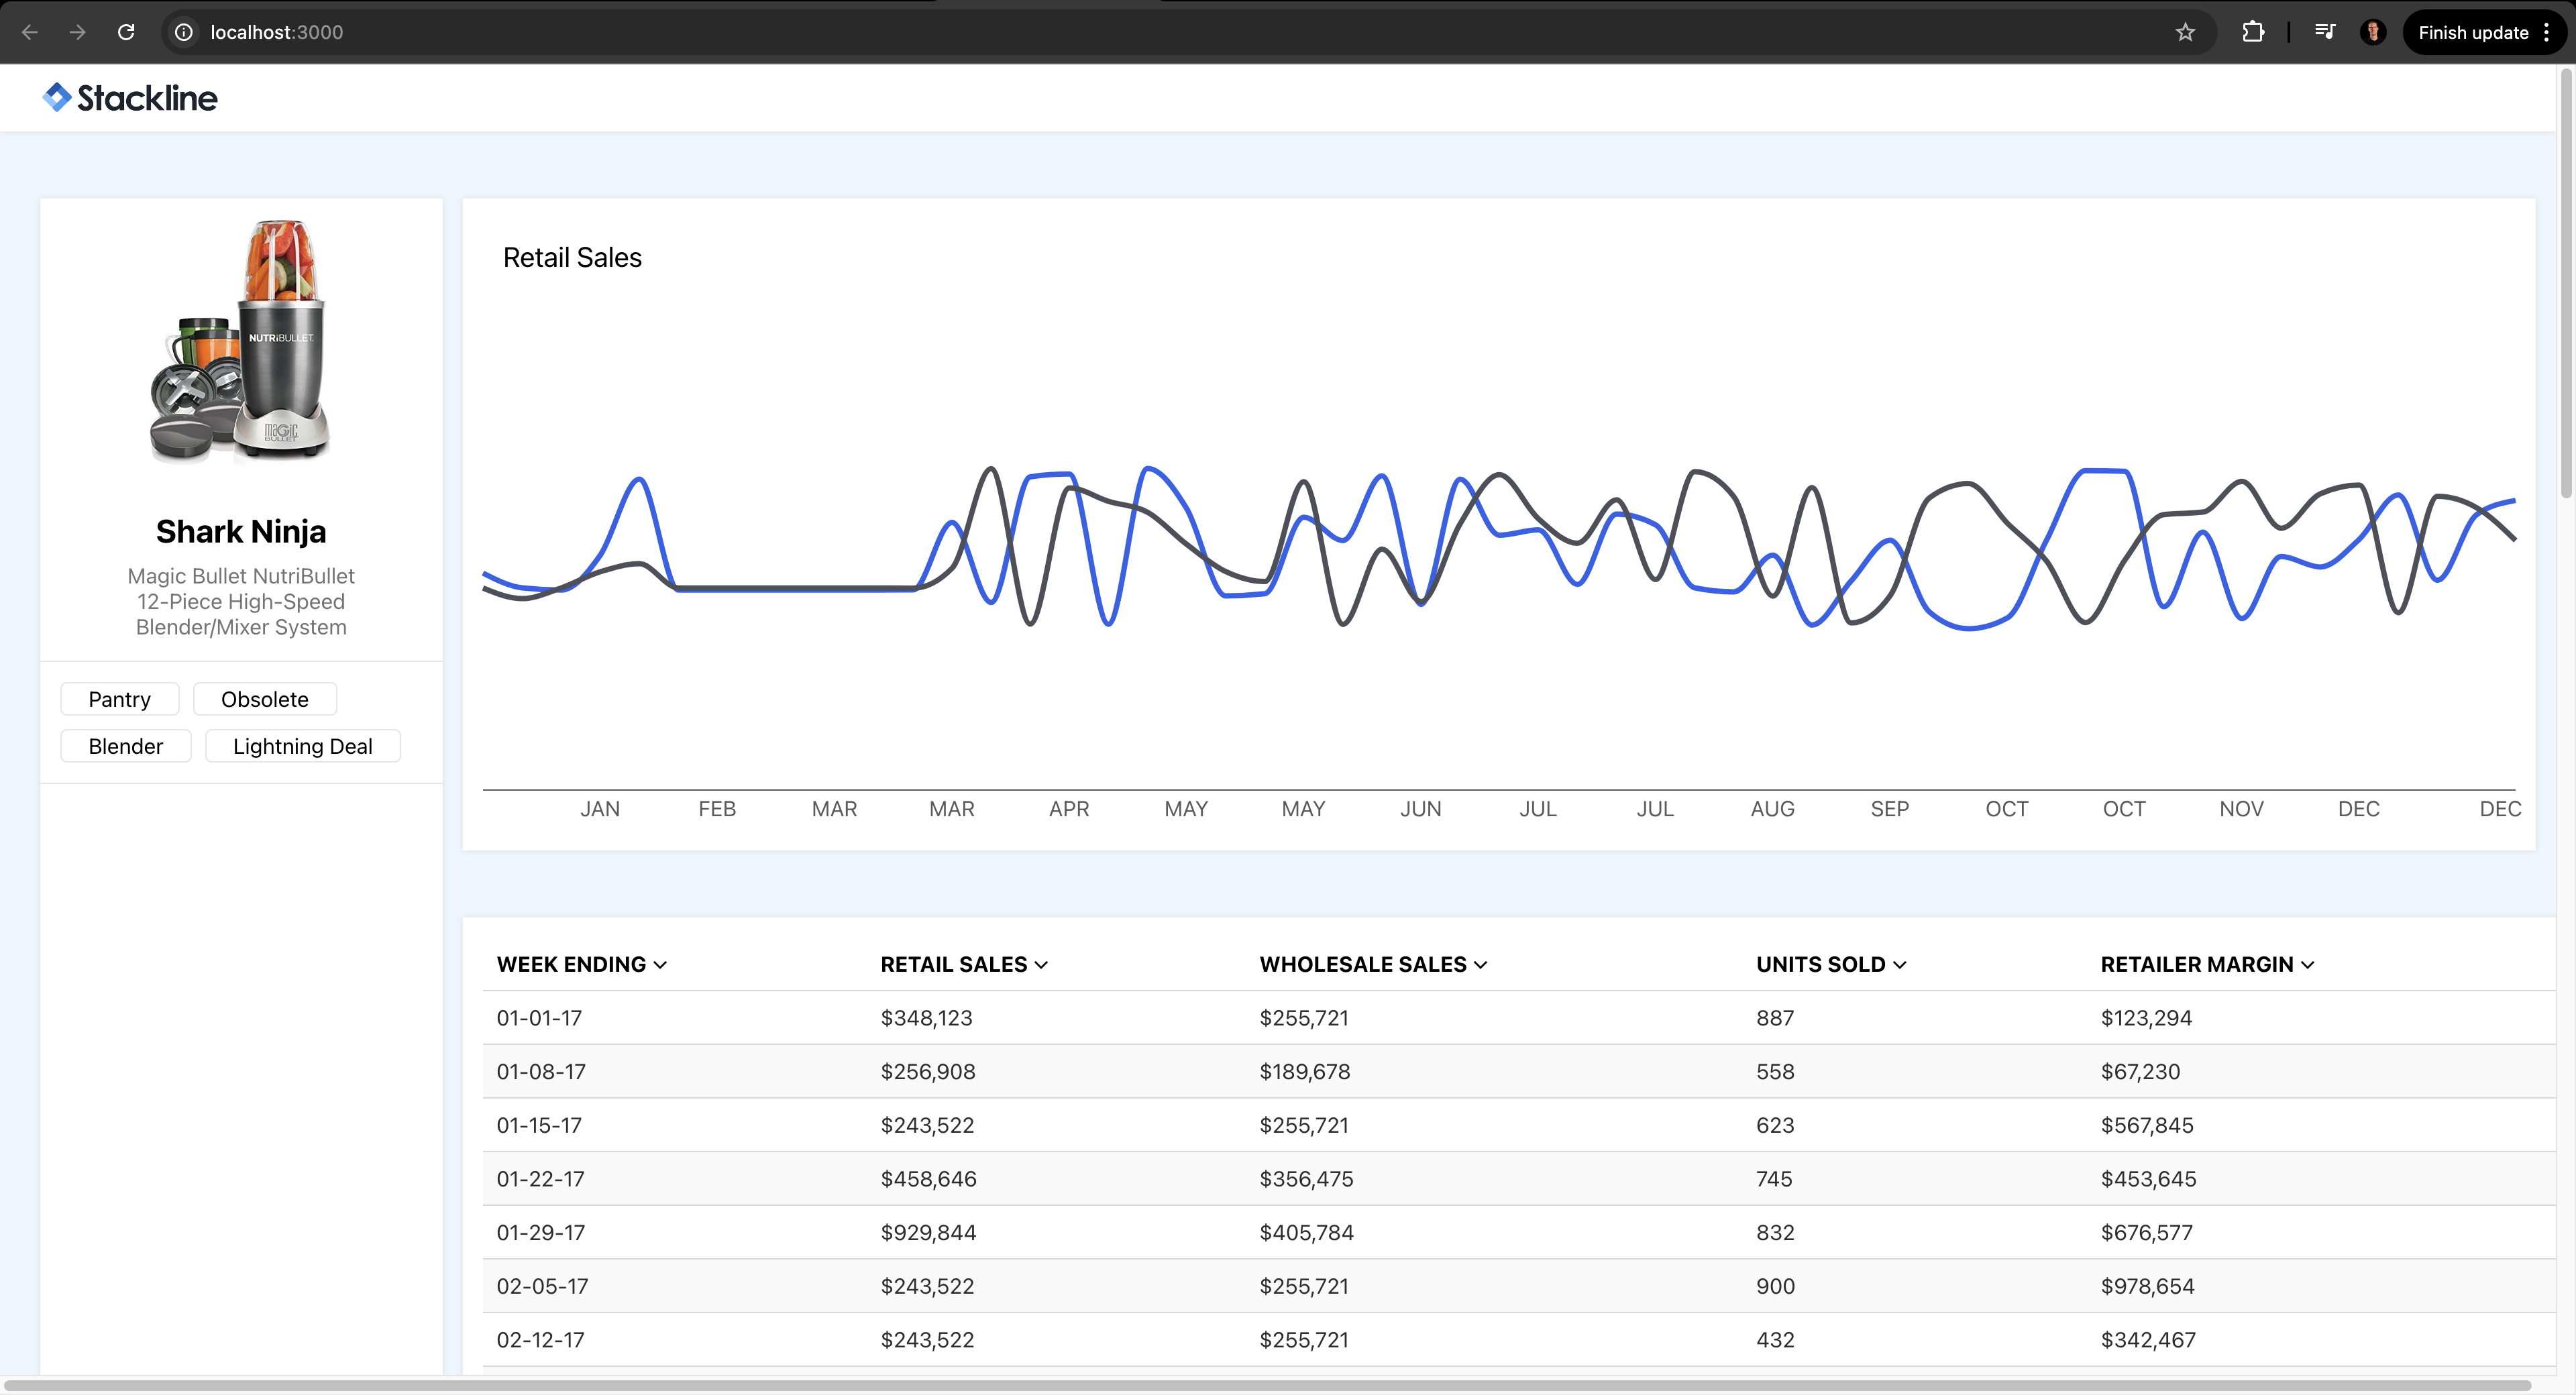 localhost:3000
Finish update
Stackline
NUTRiBULLET
MAGIC
BULLET
Shark Ninja
Magic Bullet NutriBullet
12-Piece High-Speed
Blender/Mixer System
Pantry Obsolete
Blender Lightning Deal
Retail Sales
JAN FEB MAR MAR APR MAY MAY JUN JUL JUL AUG SEP OCT OCT NOV DEC DEC
WEEK ENDING RETAIL SALES WHOLESALE SALES UNITS SOLD RETAILER MARGIN
01-01-17 $348,123 $255,721 887 $123,294
01-08-17 $256,908 $189,678 558 $67,230
01-15-17 $243,522 $255,721 623 $567,845
01-22-17 $458,646 $356,475 745 $453,645
01-29-17 $929,844 $405,784 832 $676,577
02-05-17 $243,522 $255,721 900 $978,654
02-12-17 $243,522 $255,721 432 $342,467